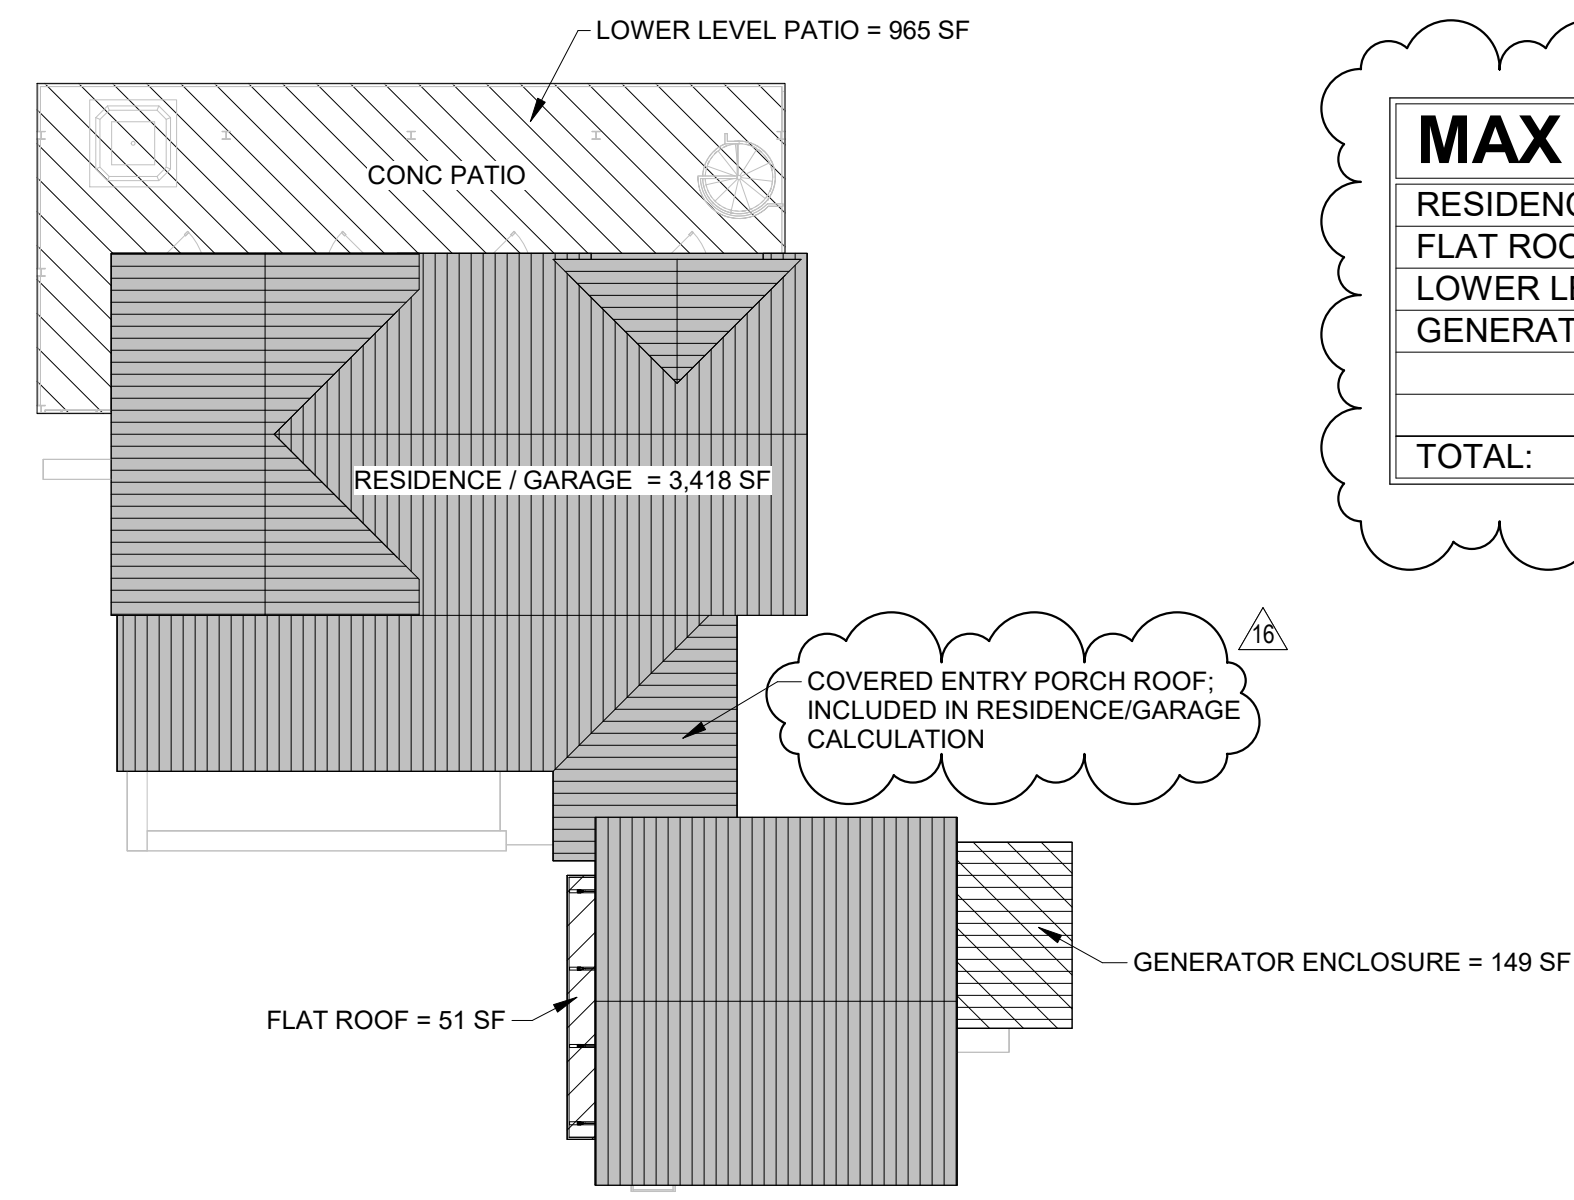 LOWER LEVEL PATIO = 965 SF
CONC PATIO
RESIDENCE / GARAGE = 3,418 SF
16
COVERED ENTRY PORCH ROOF;
INCLUDED IN RESIDENCE/GARAGE
CALCULATION
GENERATOR ENCLOSURE = 149 SF
FLAT ROOF = 51 SF
MAX
RESIDENC
FLAT ROO
LOWER LE
GENERAT
TOTAL: